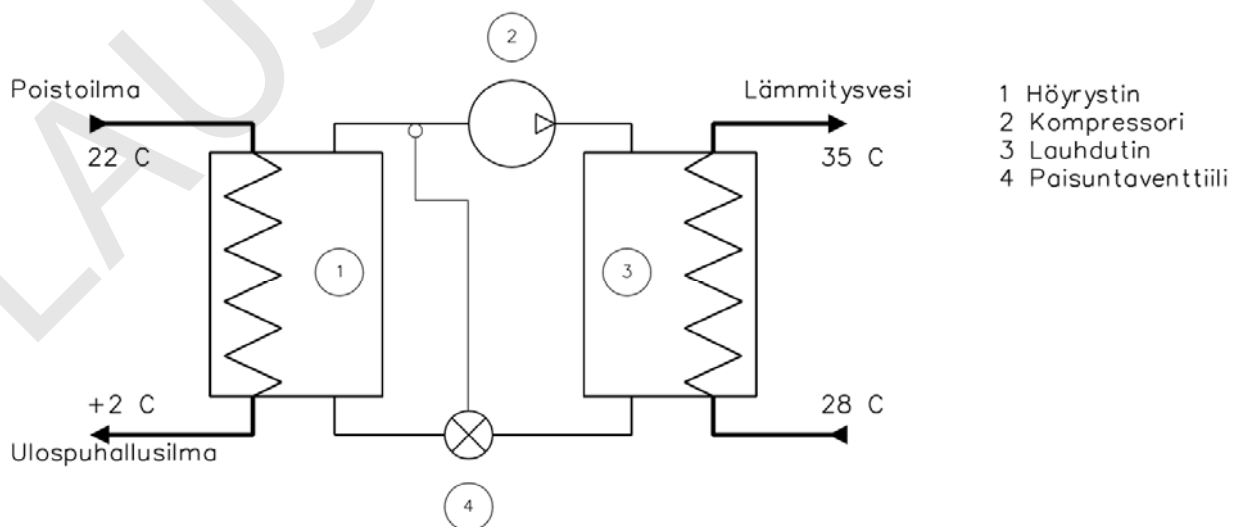 2
Poistoilma
22 C
Lämmitysvesi
35 C
1 Höyrystin
2 Kompressori
3 Lauhdutin
4 Paisuntaventtiili
1
3
+2 C
Ulospuhallusilma
28 C
4
LAUS